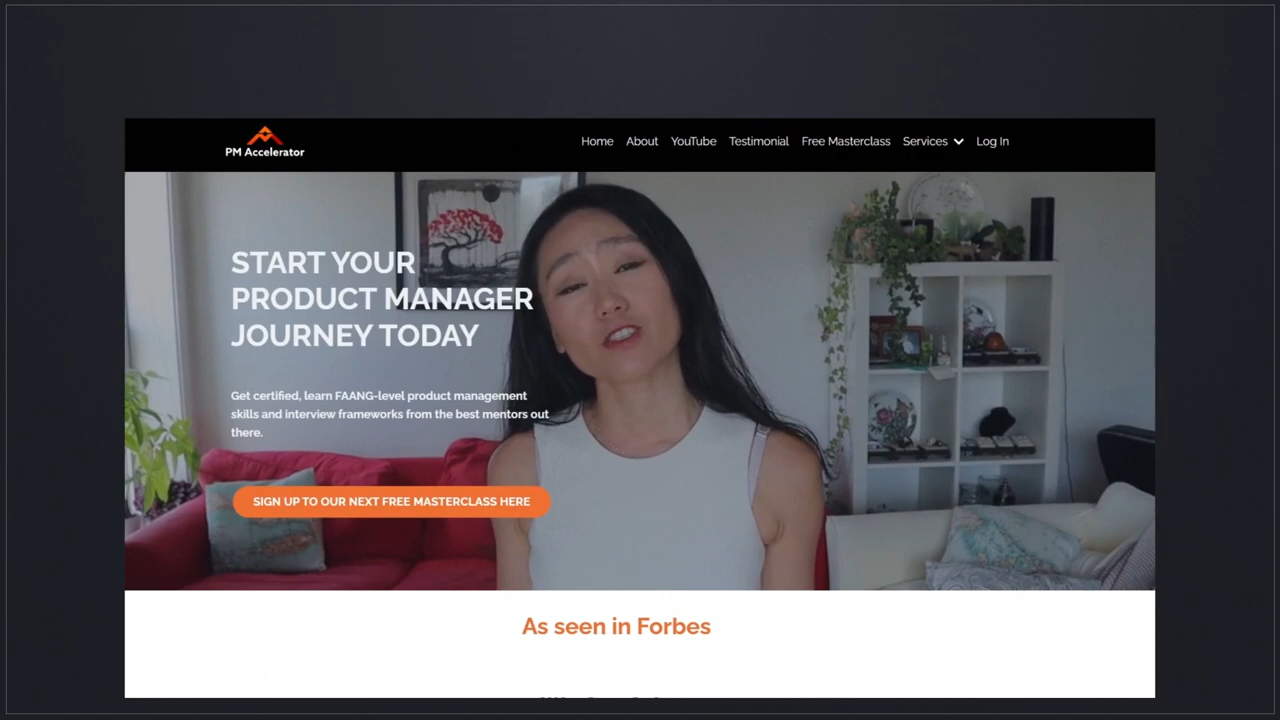 PM Accelerator
Home About YouTube Testimonial Free Masterclass Services Log In
START YOUR
PRODUCT MANAGER
JOURNEY TODAY
Get certified, learn FAANG-level product management
skills and interview frameworks from the best mentors out
there.
SIGN UP TO OUR NEXT FREE MASTERCLASS HERE
As seen in Forbes